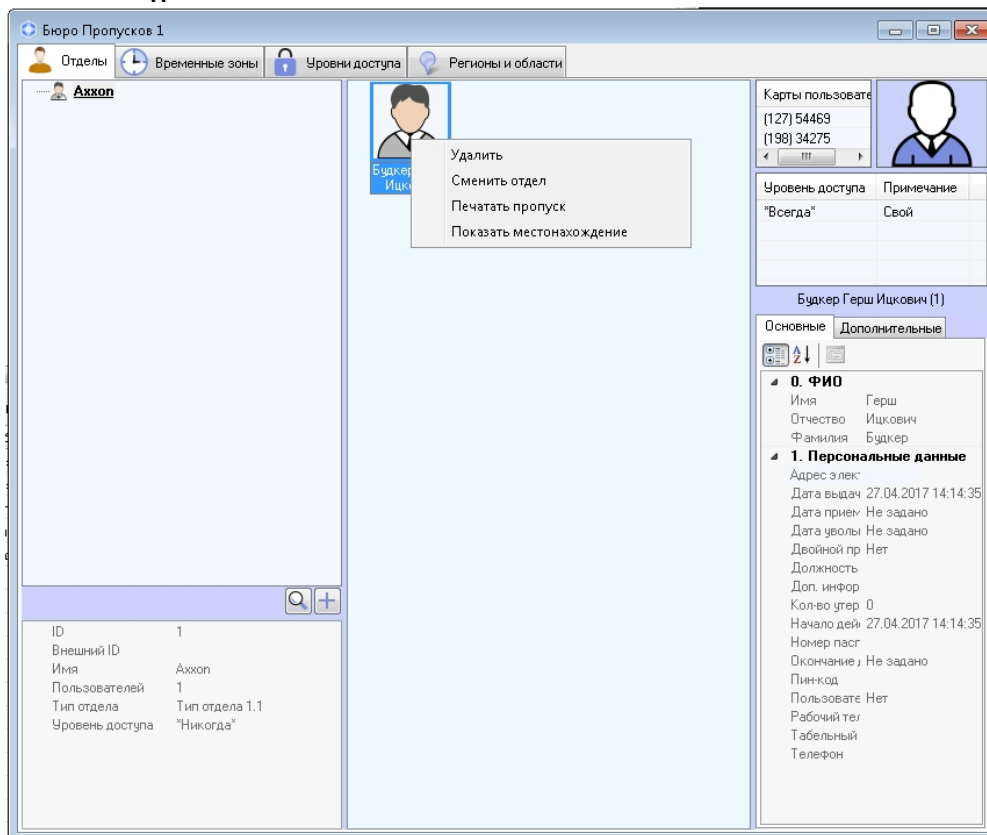 Бюро Пропусков 1
Отделы
Временные зоны
Уровни доступа
Регионы и области
Axxon
Будкер
Ицк
Удалить
Сменить отдел
Печатать пропуск
Показать местонахождение
ID 1
Внешний ID
Имя Axxon
Пользователей 1
Тип отдела Тип отдела 1.1
Уровень доступа *Никогда*
Карты пользовате
(127) 54469
(198) 34275
Уровень доступа Примечание
*Всегда* Свой
Будкер Герш Ицкович (1)
Основные Дополнительные
0. ФИО
Имя Герш
Отчество Ицкович
Фамилия Будкер
1. Персональные данные
Адрес элек
Дата выдач 27.04.2017 14:14:35
Дата прием Не задано
Дата уволы Не задано
Двойной пр Нет
Должность
Доп. инфор
Кол-во утер 0
Начало дей 27.04.2017 14:14:35
Номер пасп
Окончание Не задано
Пин-код
Пользовате Нет
Рабочий те
Табельный
Телефон